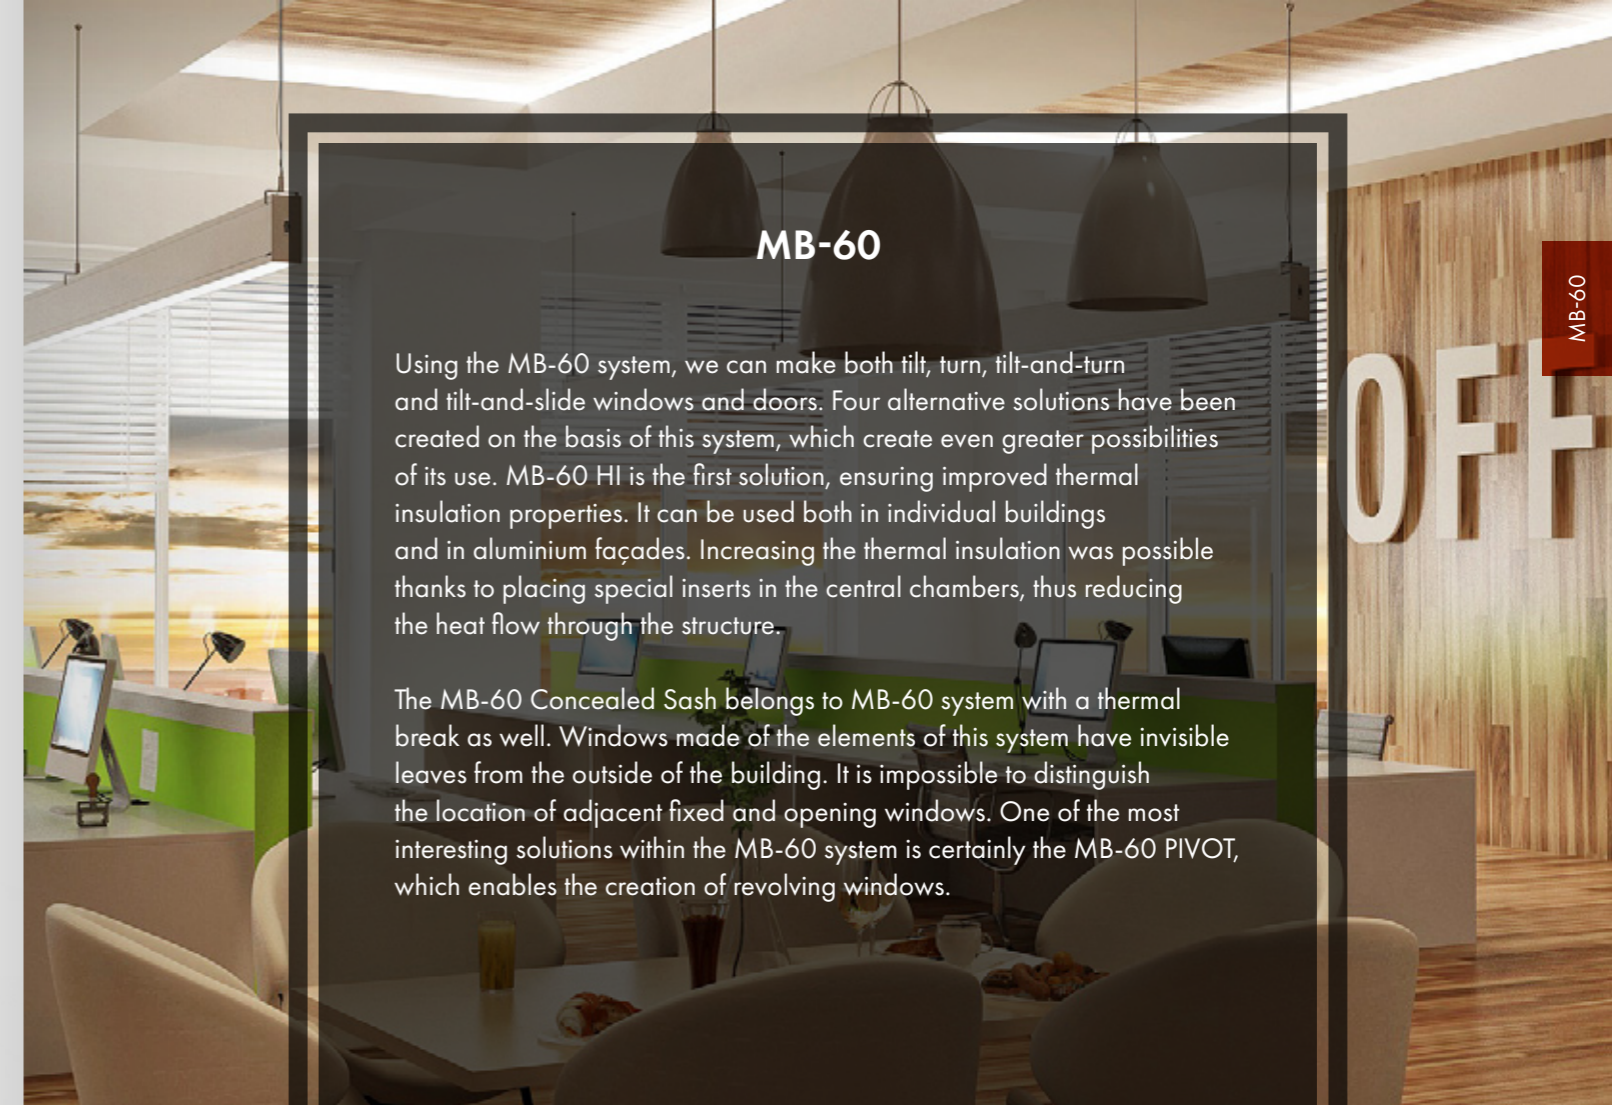 MB-60
MB-60
Using the MB-60 system, we can make both tilt, turn, tilt-and-turn
and tilt-and-slide windows and doors. Four alternative solutions have been
created on the basis of this system, which create even greater possibilities
of its use. MB-60 HI is the first solution, ensuring improved thermal
insulation properties. It can be used both in individual buildings
and in aluminium façades. Increasing the thermal insulation was possible
thanks to placing special inserts in the central chambers, thus reducing
the heat flow through the structure.
The MB-60 Concealed Sash belongs to MB-60 system with a thermal
break as well. Windows made of the elements of this system have invisible
leaves from the outside of the building. It is impossible to distinguish
the location of adjacent fixed and opening windows. One of the most
interesting solutions within the MB-60 system is certainly the MB-60 PIVOT,
which enables the creation of revolving windows.
OFF